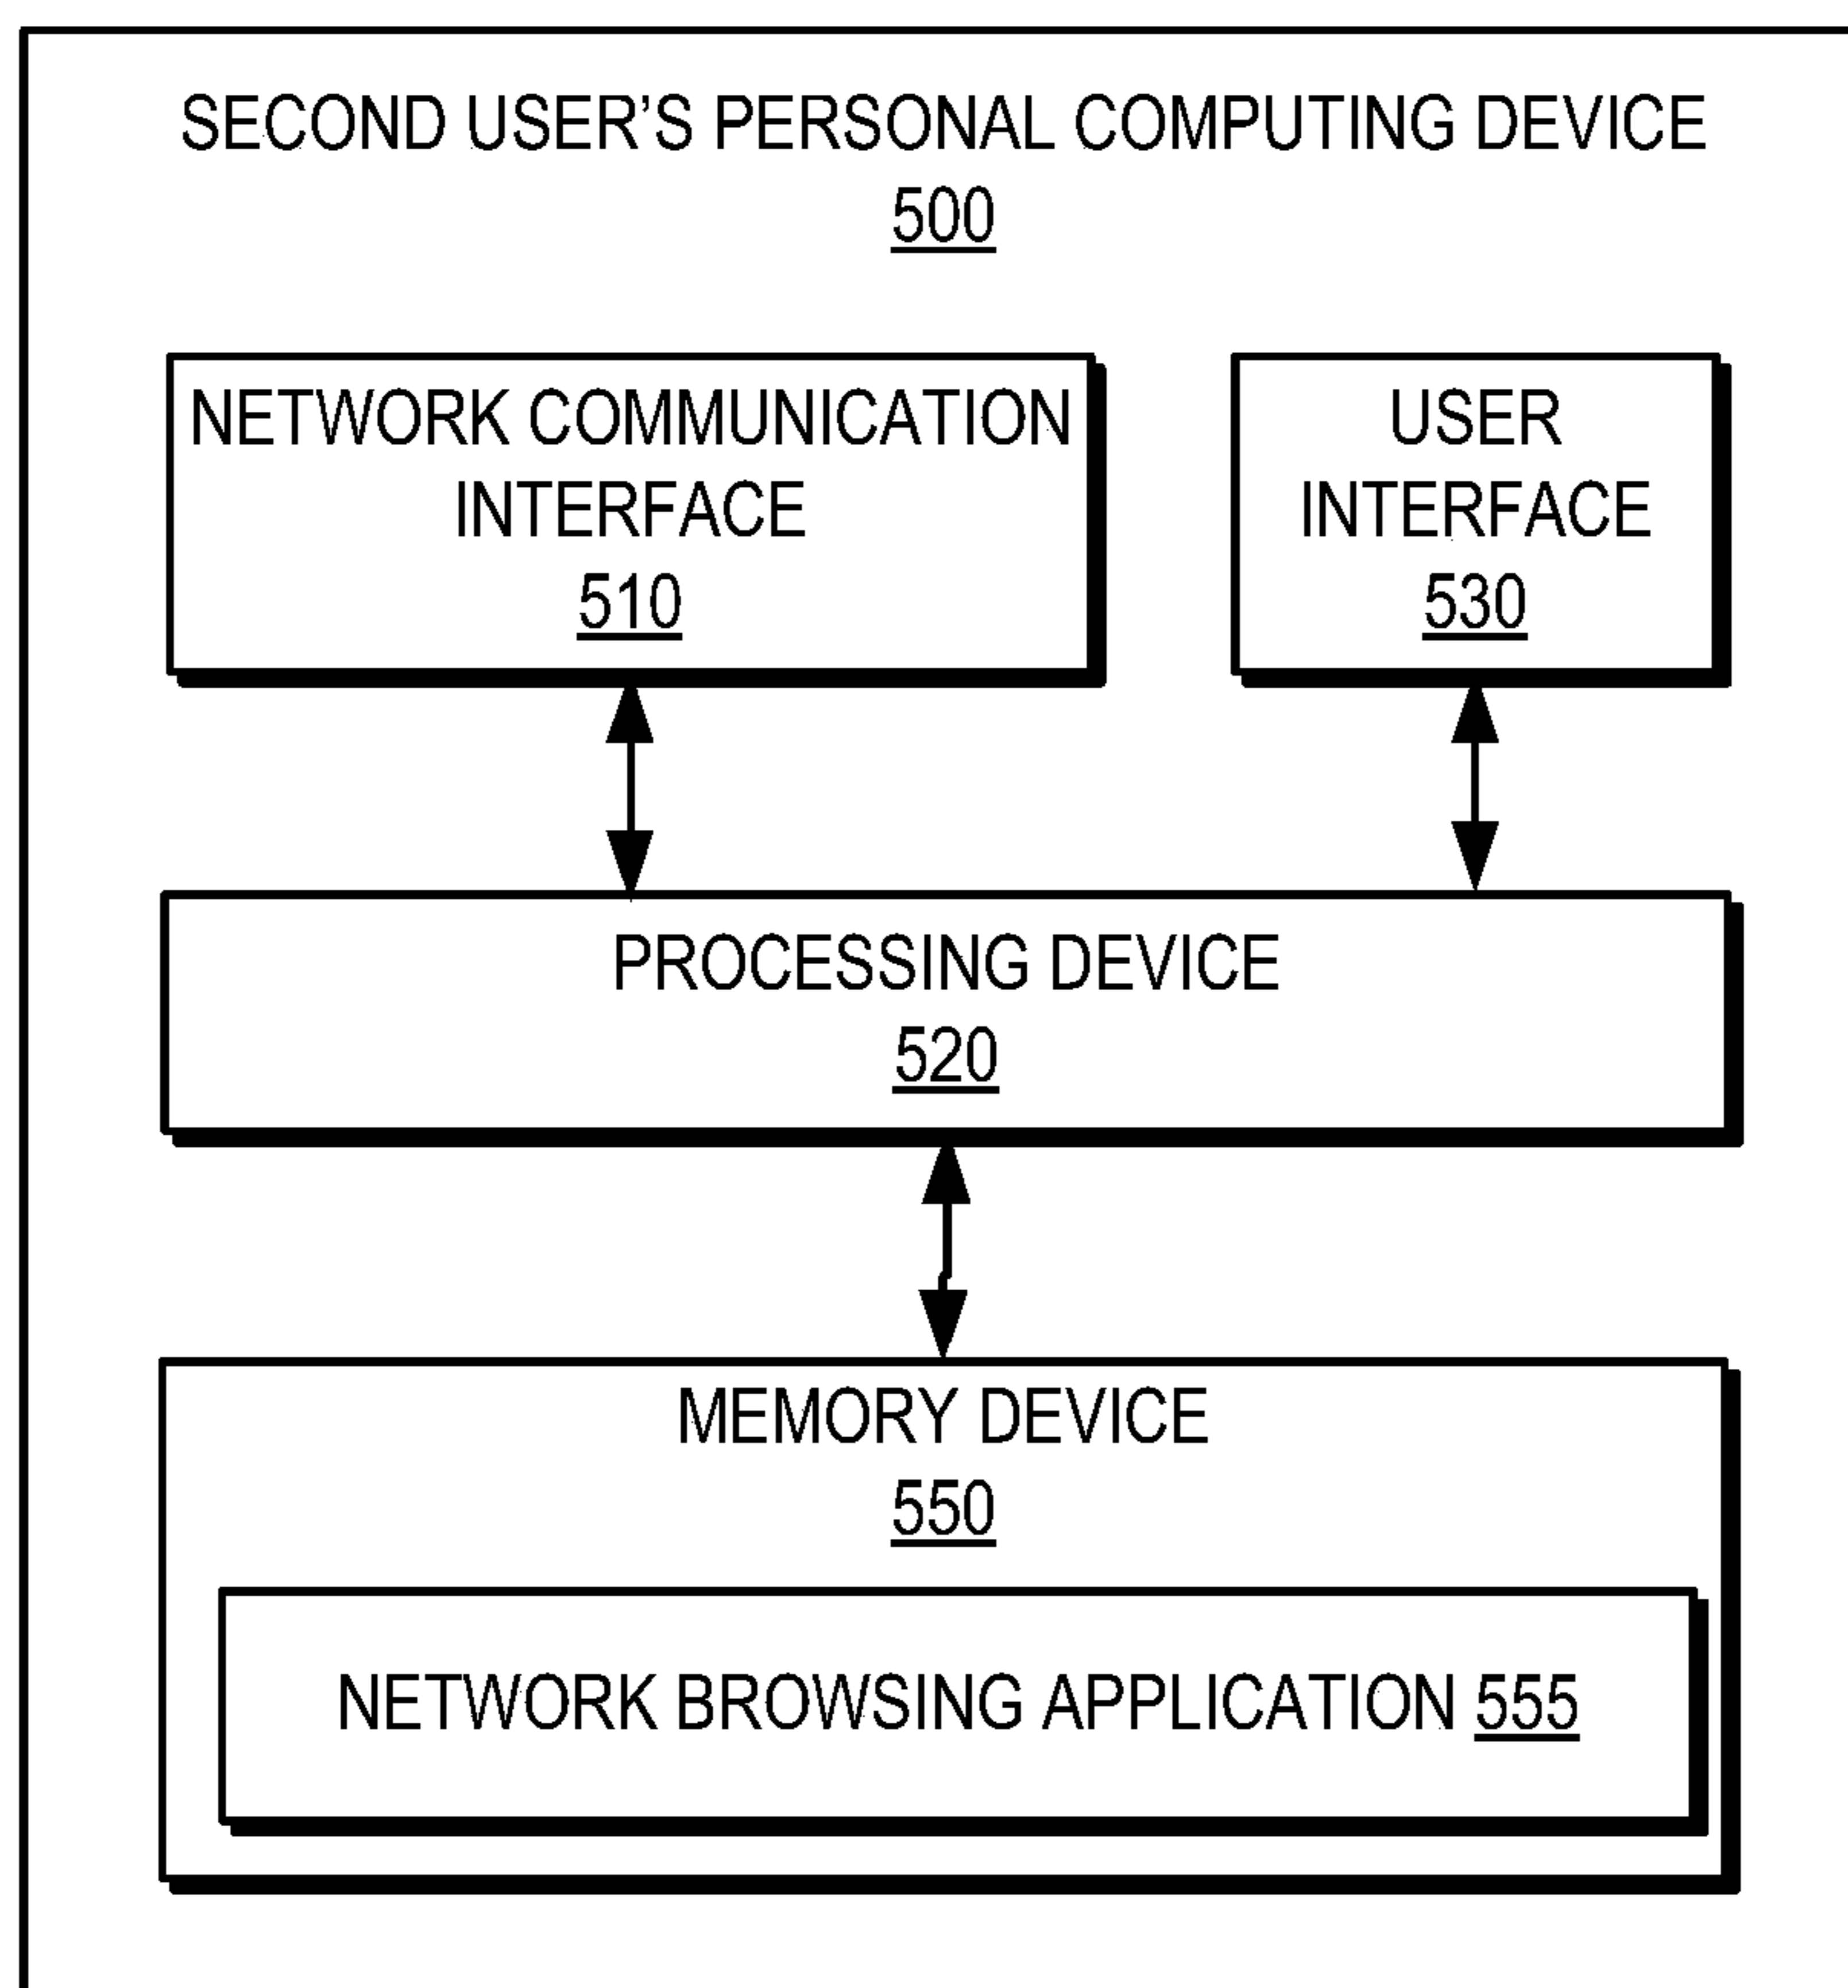 SECOND USER'S PERSONAL COMPUTING DEVICE
500
NETWORK COMMUNICATION
INTERFACE
510
USER
INTERFACE
530
PROCESSING DEVICE
520
MEMORY DEVICE
550
NETWORK BROWSING APPLICATION 555